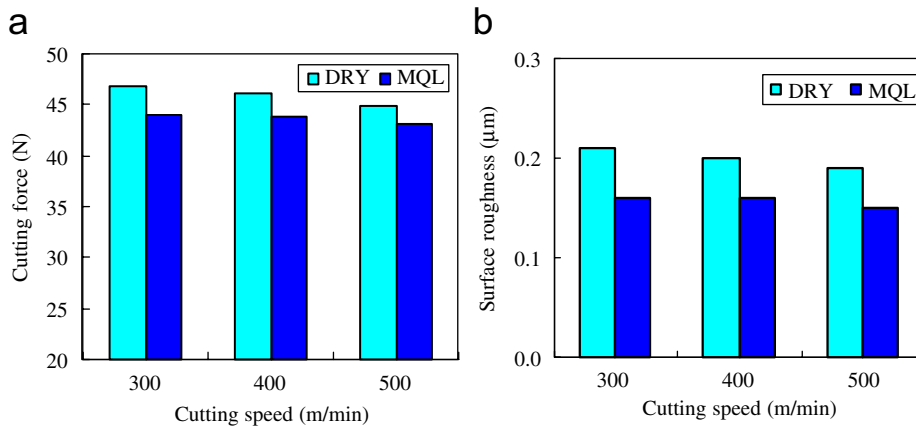 a
50
45
40
35
30
25
20
Cutting force (N)
DRY MQL
300 400 500
Cutting speed (m/min)
b
0.3
0.2
0.1
0.0
Surface roughness (μm)
DRY MQL
300 400 500
Cutting speed (m/min)